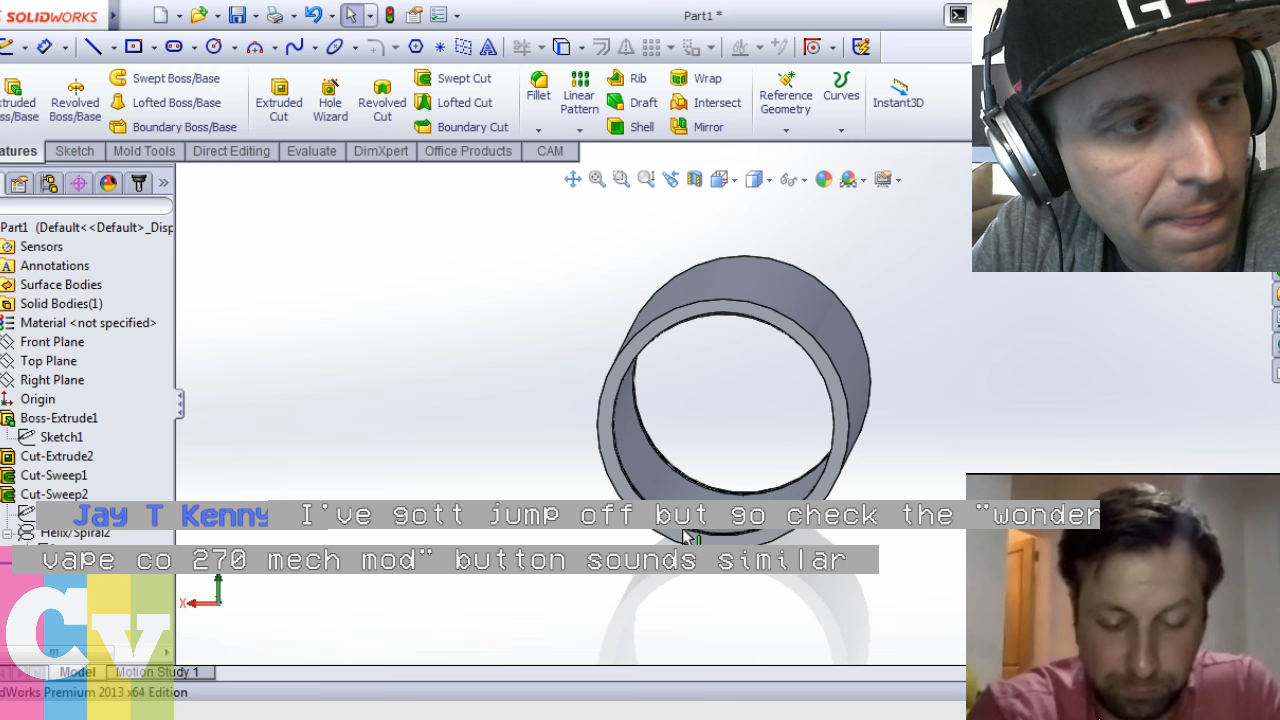 SOLIDWORKS
Part1 *
Swept Boss/Base
Lofted Boss/Base
Boundary Boss/Base
Revolved
Boss/Base
Extruded
Cut
Hole
Wizard
Revolved
Cut
Swept Cut
Lofted Cut
Boundary Cut
Fillet
Linear
Pattern
Rib
Draft
Shell
Wrap
Intersect
Mirror
Reference
Geometry
Curves
Instant3D
atures
Sketch
Mold Tools
Direct Editing
Evaluate
DimXpert
Office Products
CAM
Part1 (Default<<Default>_Disp
Sensors
Annotations
Surface Bodies
Solid Bodies(1)
Material <not specified>
Front Plane
Top Plane
Right Plane
Origin
Boss-Extrude1
Sketch1
Cut-Extrude2
Cut-Sweep1
Cut-Sweep2
Jay T Kenny I've gott jump off but go check the "wonder
vape co 270 mech mod" button sounds similar
Helix/Spiral2
X
CV
Model
Motion Study 1
dWorks Premium 2013 x64 Edition